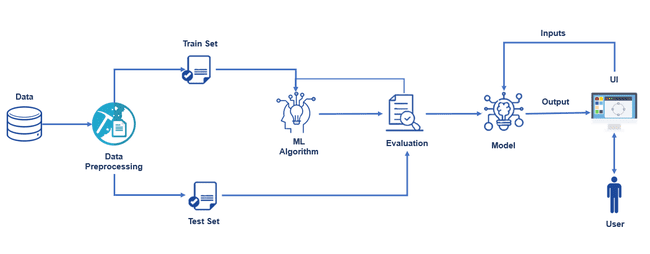 Inputs
Train Set
UI
Data
Output
ML
Algorithm
Evaluation
Model
Data
Preprocessing
Test Set
User